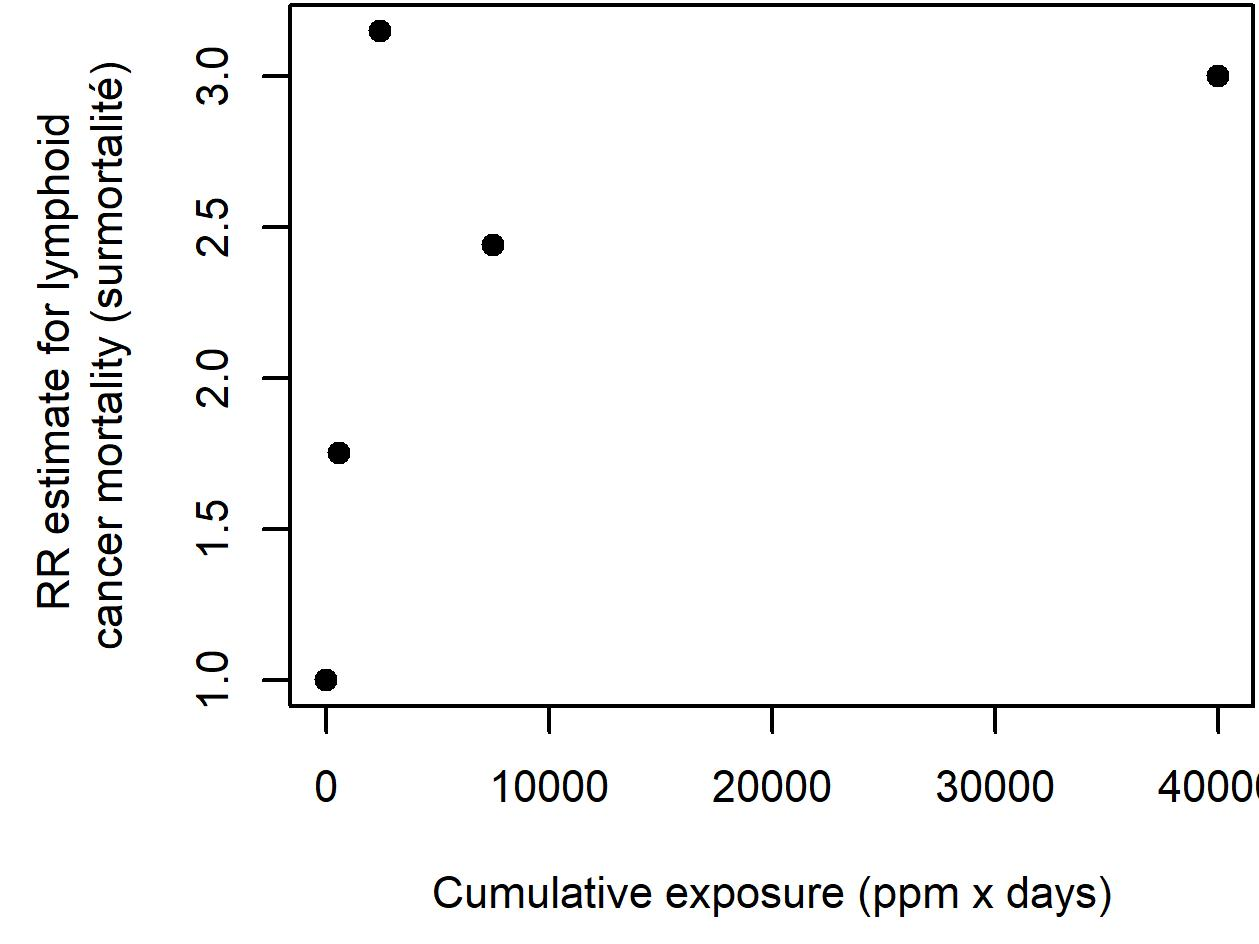 RR estimate for lymphoid
cancer mortality (surmortalité)
3.0
2.5
2.0
1.5
1.0
0 10000 20000 30000 4000
Cumulative exposure (ppm x days)